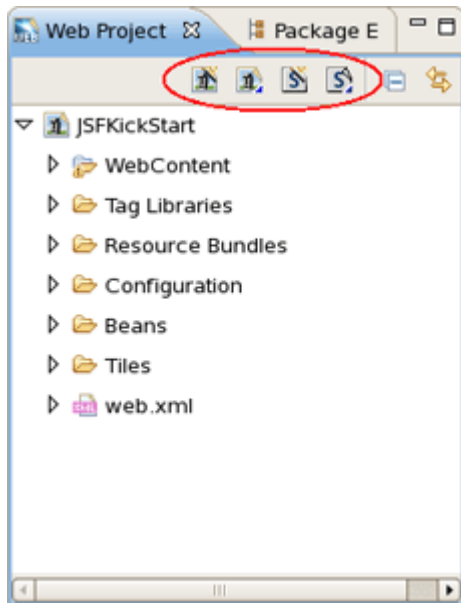 Web Project Package E
JSFKickStart
WebContent
Tag Libraries
Resource Bundles
Configuration
Beans
Tiles
web.xml